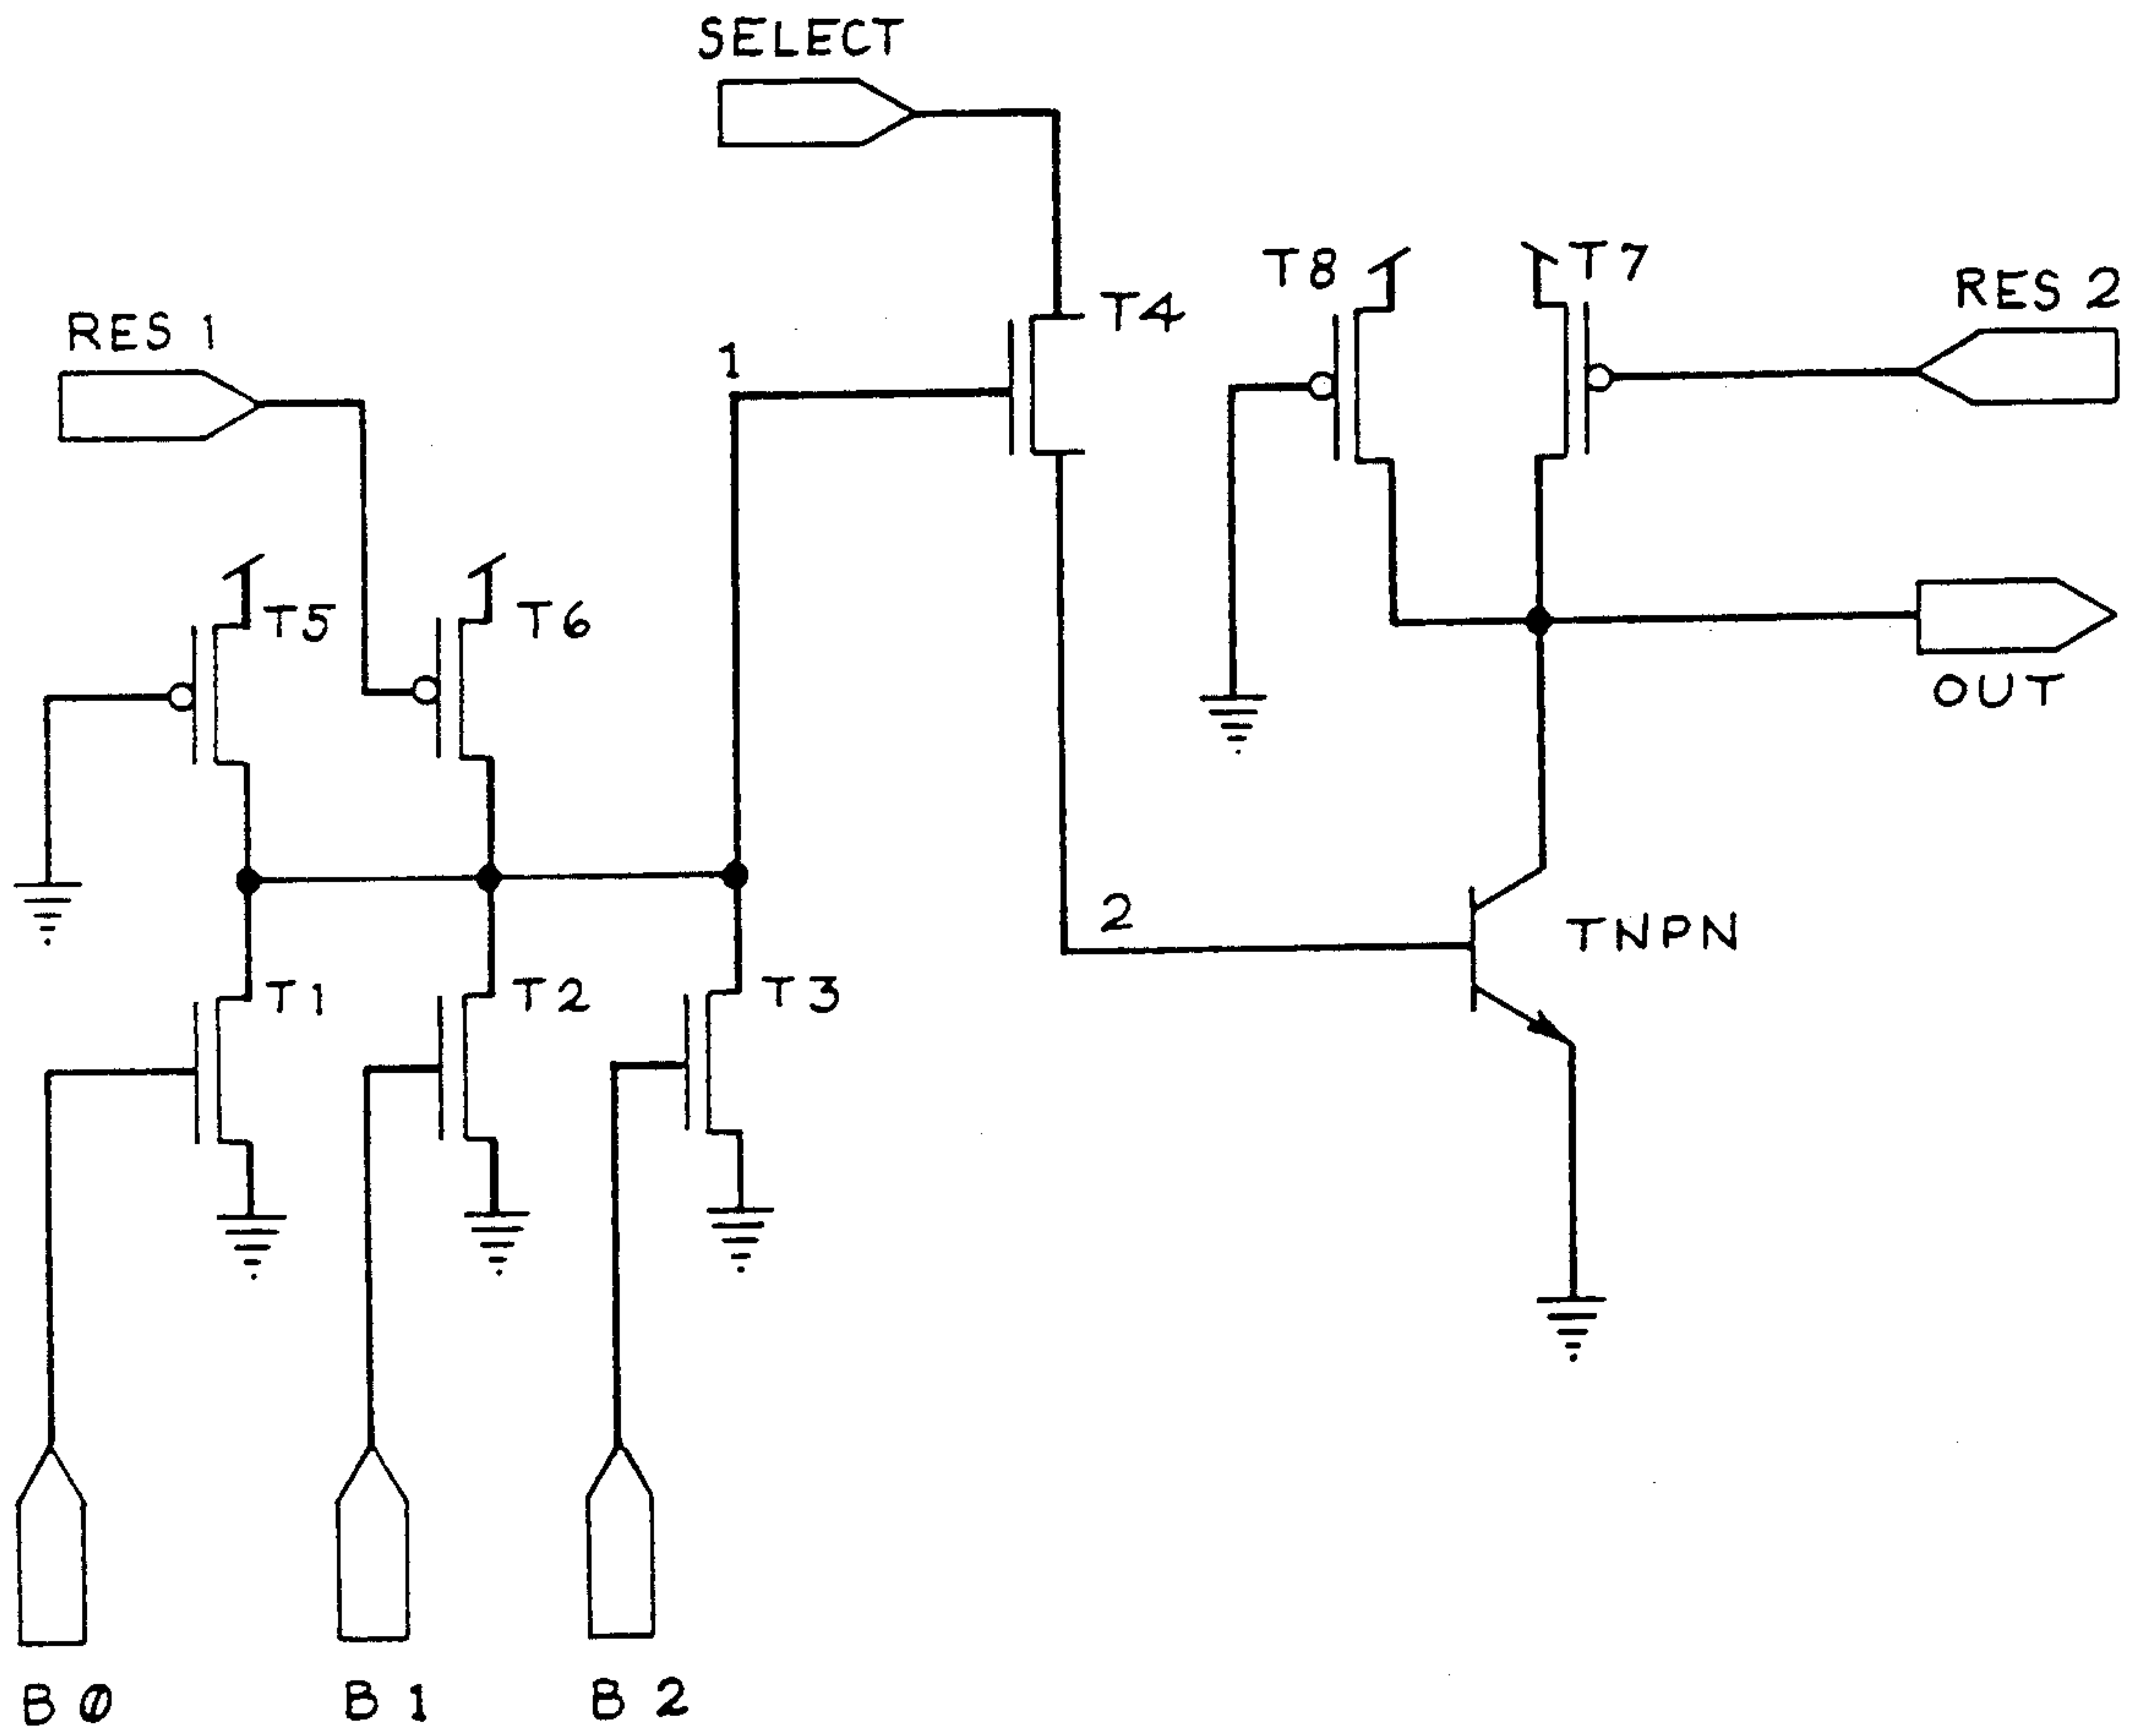 SELECT
T8
T7
RES 2
T4
RES 1
1
T5
T6
OUT
2
TNPN
T1
T2
T3
B 0
B 1
B 2